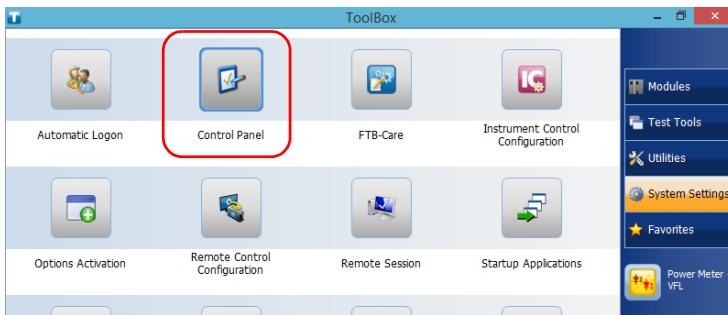 ToolBox
Automatic Logon
Control Panel
FTB-Care
Instrument Control
Configuration
Options Activation
Remote Control
Configuration
Remote Session
Startup Applications
Modules
Test Tools
Utilities
System Settings
Favorites
Power Meter -
VFL